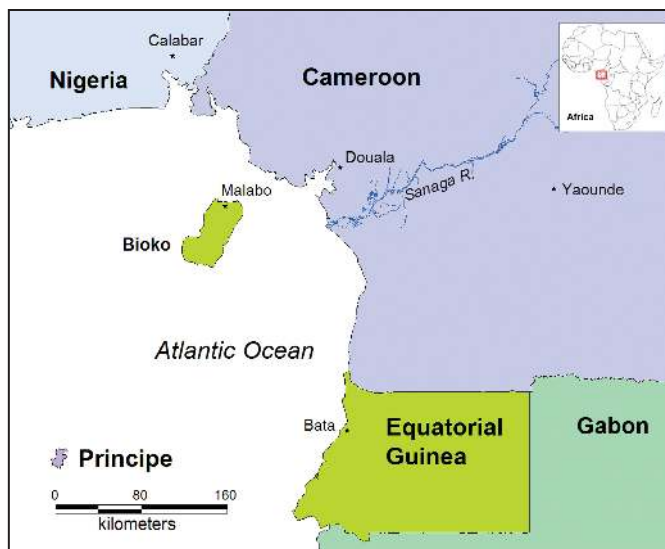 Calabar
Nigeria
Cameroon
Africa
Douala
Sanaga R.
Yaounde
Malabo
Bioko
Atlantic Ocean
Bata
Equatorial
Guinea
Gabon
Principe
0 80 160
kilometers